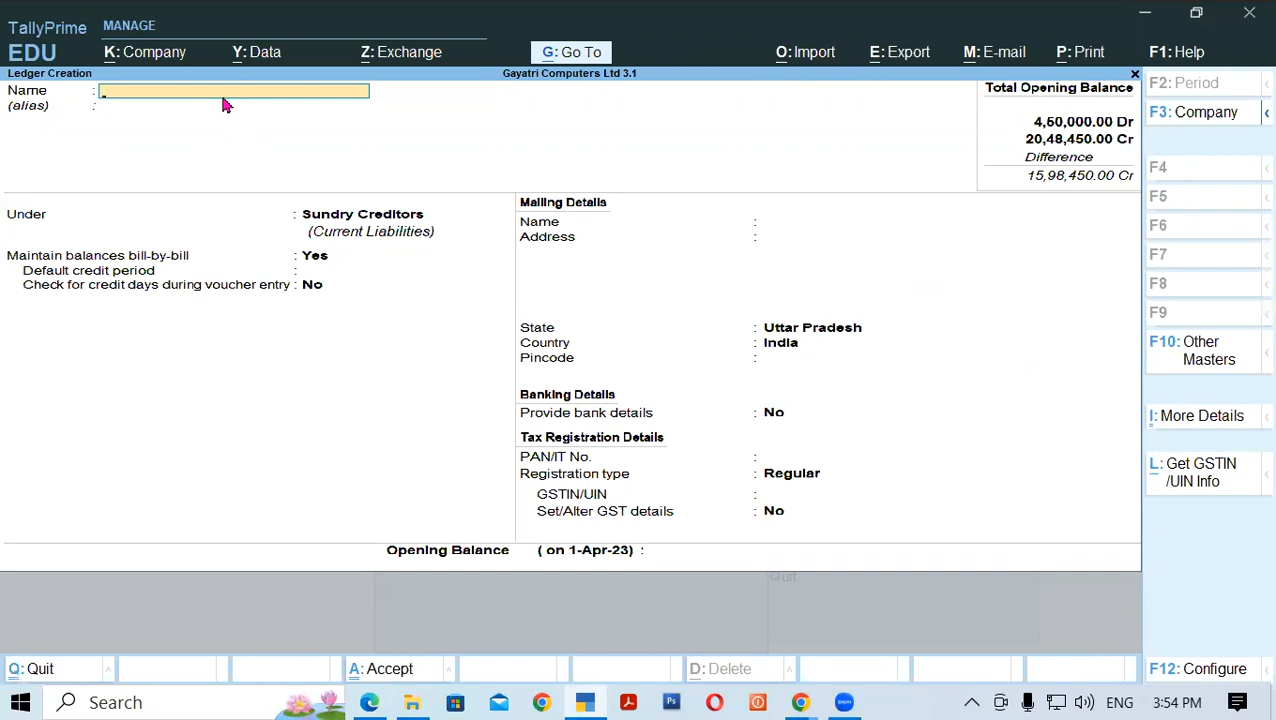 TallyPrime MANAGE
EDU K: Company Y: Data Z: Exchange G: Go To O: Import E: Export M: E-mail P: Print F1: Help
Ledger Creation Gayatri Computers Ltd 3.1
Name :
(alias) :
Total Opening Balance
4,50,000.00 Dr
20,48,450.00 Cr
Difference
15,98,450.00 Cr
Under : Sundry Creditors
(Current Liabilities)
Maintain balances bill-by-bill : Yes
Default credit period :
Check for credit days during voucher entry : No
Mailing Details
Name :
Address :
State : Uttar Pradesh
Country : India
Pincode :
Banking Details
Provide bank details : No
Tax Registration Details
PAN/IT No. :
Registration type : Regular
GSTIN/UIN :
Set/Alter GST details : No
Opening Balance ( on 1-Apr-23) :
Quit
F2: Period
F3: Company
F4
F5
F6
F7
F8
F9
F10: Other
Masters
I: More Details
L: Get GSTIN
/UIN Info
Q: Quit A: Accept D: Delete F12: Configure
Search ENG 3:54 PM